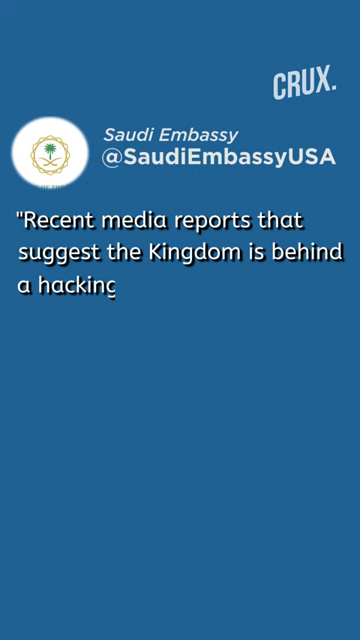 CRUX.
Saudi Embassy
@SaudiEmbassyUSA
"Recent media reports that
suggest the Kingdom is behind
a hacking